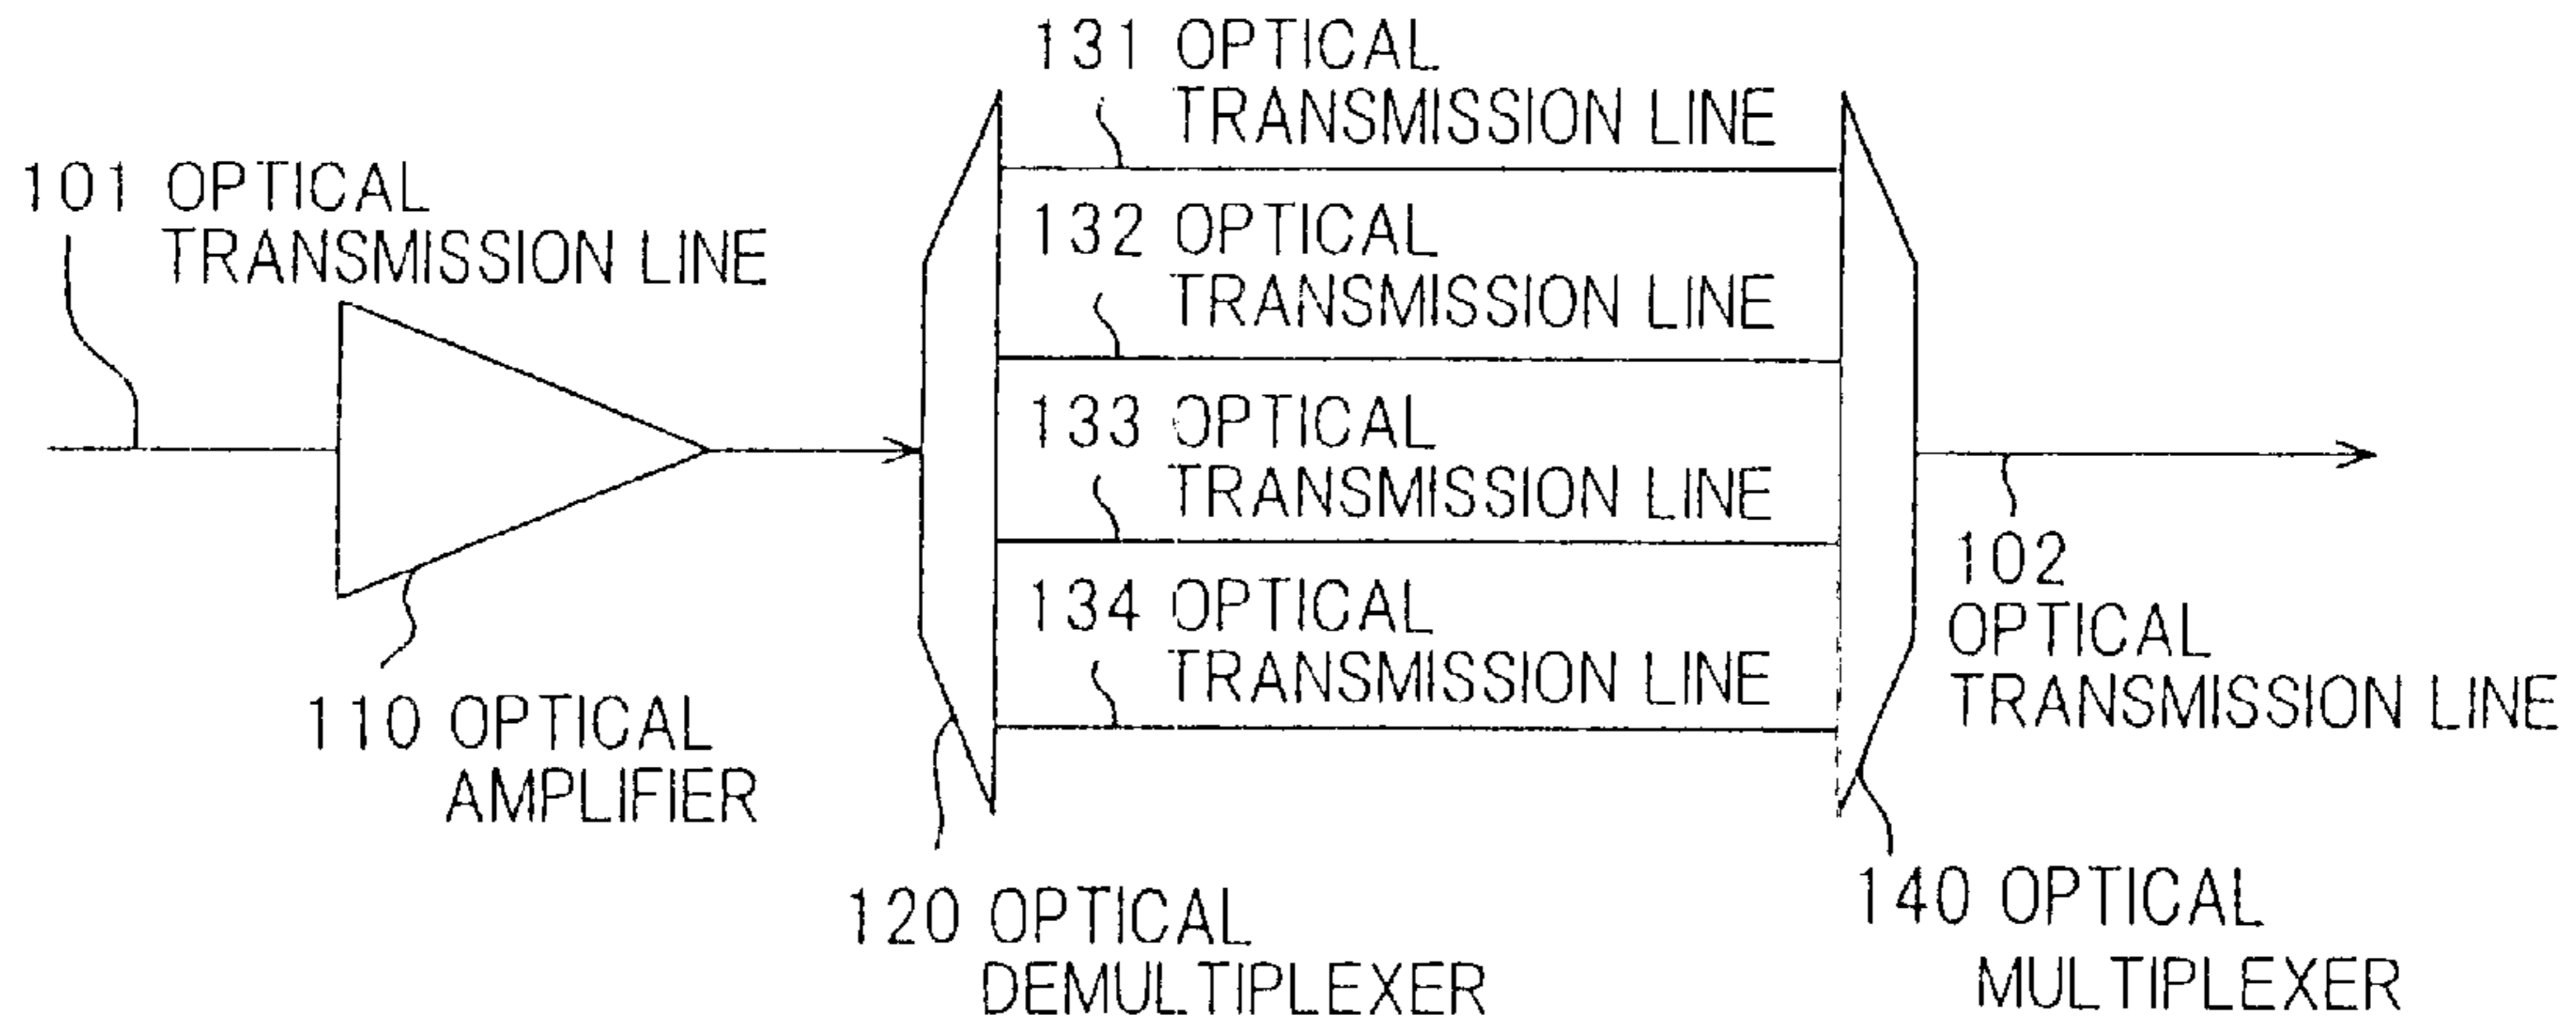 131 OPTICAL
TRANSMISSION LINE
101 OPTICAL
TRANSMISSION LINE
132 OPTICAL
TRANSMISSION LINE
133 OPTICAL
TRANSMISSION LINE
134 OPTICAL
TRANSMISSION LINE
102
OPTICAL
TRANSMISSION LINE
110 OPTICAL
AMPLIFIER
120 OPTICAL
DEMULTIPLEXER
140 OPTICAL
MULTIPLEXER